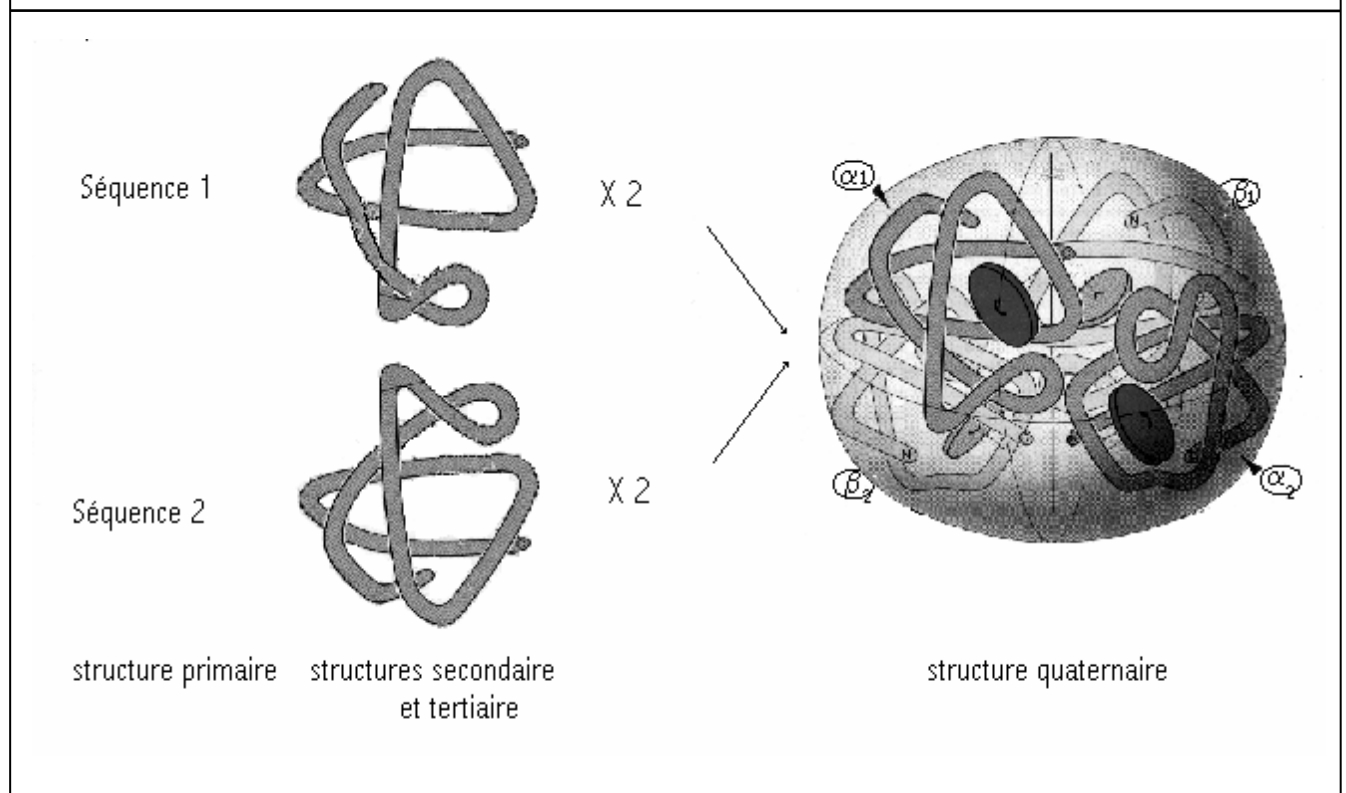 Séquence 1
X 2
α1
β1
N
Séquence 2
X 2
β2
N
α2
structure primaire
structures secondaire
et tertiaire
structure quaternaire